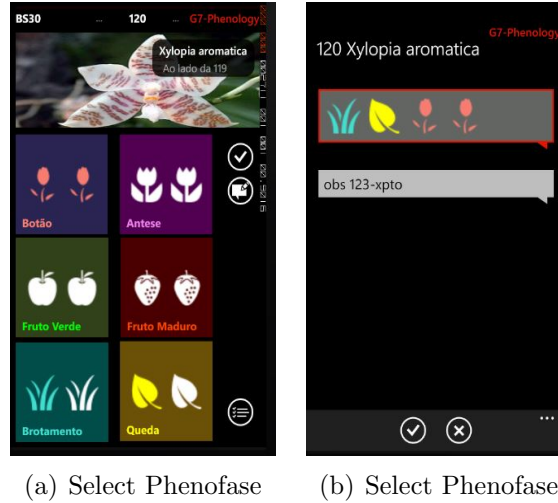 BS30 ... 120 ... G7-Phenology
Xylopia aromatica
Ao lado da 119
Botão
Antese
Fruto Verde
Fruto Maduro
Brotamento
Queda
(a) Select Phenofase
G7-Phenology
120 Xylopia aromatica
obs 123-xpto
...
(b) Select Phenofase